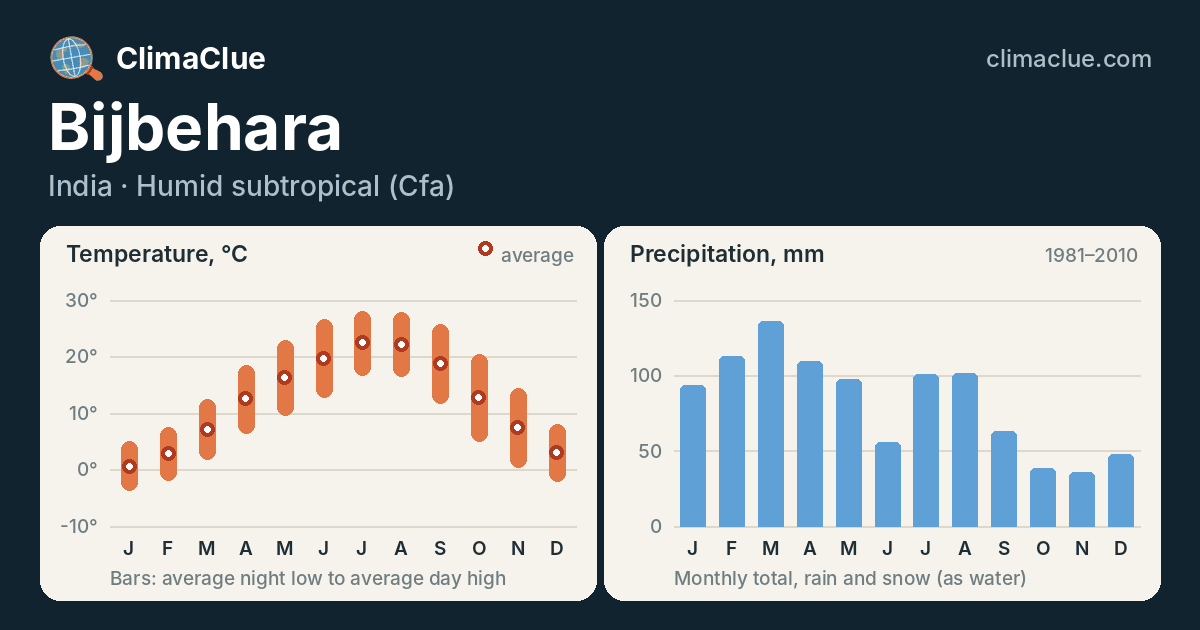 ClimaClue
climaclue.com
Bijbehara
India · Humid subtropical (Cfa)
Temperature, °C
average
30°
20°
10°
0°
-10°
J F M A M J J A S O N D
Bars: average night low to average day high
Precipitation, mm
1981–2010
150
100
50
0
J F M A M J J A S O N D
Monthly total, rain and snow (as water)